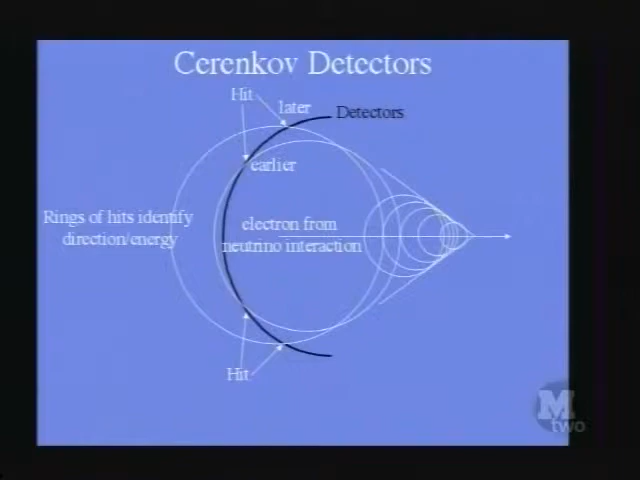 Cerenkov Detectors
Hit
later
Detectors
earlier
Rings of hits identify
direction/energy
electron from
neutrino interaction
Hit
M
two